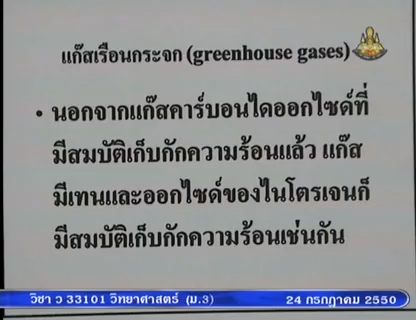 แก๊สเรือนกระจก (greenhouse gases)
• นอกจากแก๊สคาร์บอนไดออกไซด์ที่
มีสมบัติเก็บกักความร้อนแล้ว แก๊ส
มีเทนและออกไซด์ของไนโตรเจนก็
มีสมบัติเก็บกักความร้อนเช่นกัน
วิชา ว 33101 วิทยาศาสตร์ (ม.3) 24 กรกฎาคม 2550